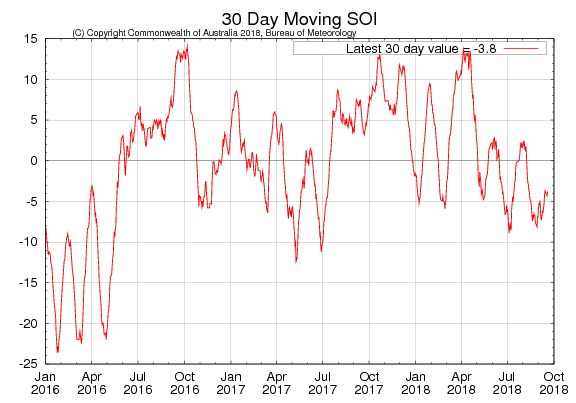 30 Day Moving SOI
(C) Copyright Commonwealth of Australia 2018, Bureau of Meteorology
Latest 30 day value = -3.8
15
10
5
0
-5
-10
-15
-20
-25
Jan Apr Jul Oct Jan Apr Jul Oct Jan Apr Jul Oct
2016 2016 2016 2016 2017 2017 2017 2017 2018 2018 2018 2018